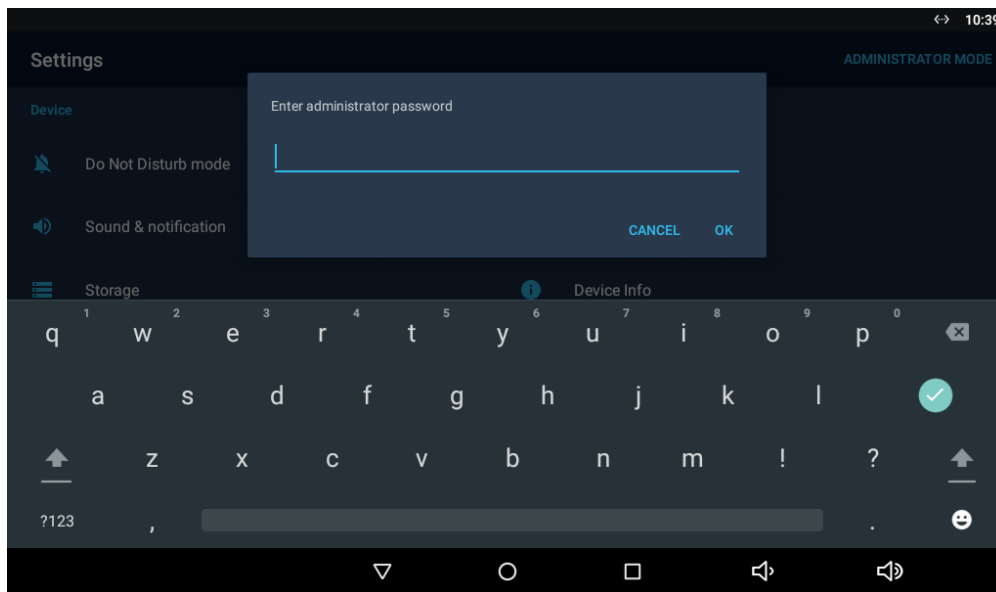 10:39
Settings
ADMINISTRATOR MODE
Device
Enter administrator password
Do Not Disturb mode
Sound & notification
CANCEL OK
Storage
Device Info
1 2 3 4 5 6 7 8 9 0
q w e r t y u i o p
a s d f g h j k l
z x c v b n m ! ?
?123 , .